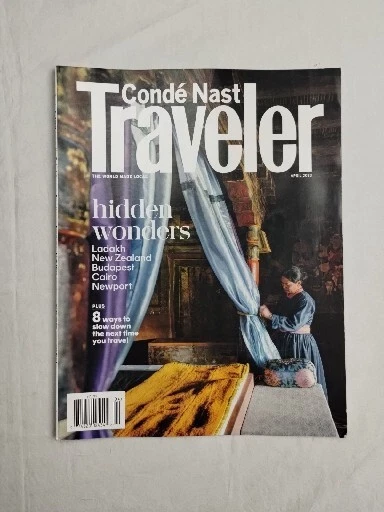 Condé Nast
Traveler
THE WORLD MADE LOCAL
APRIL 2023
hidden
wonders
Ladakh
New Zealand
Budapest
Cairo
Newport
PLUS
8 ways to
slow down
the next time
you travel